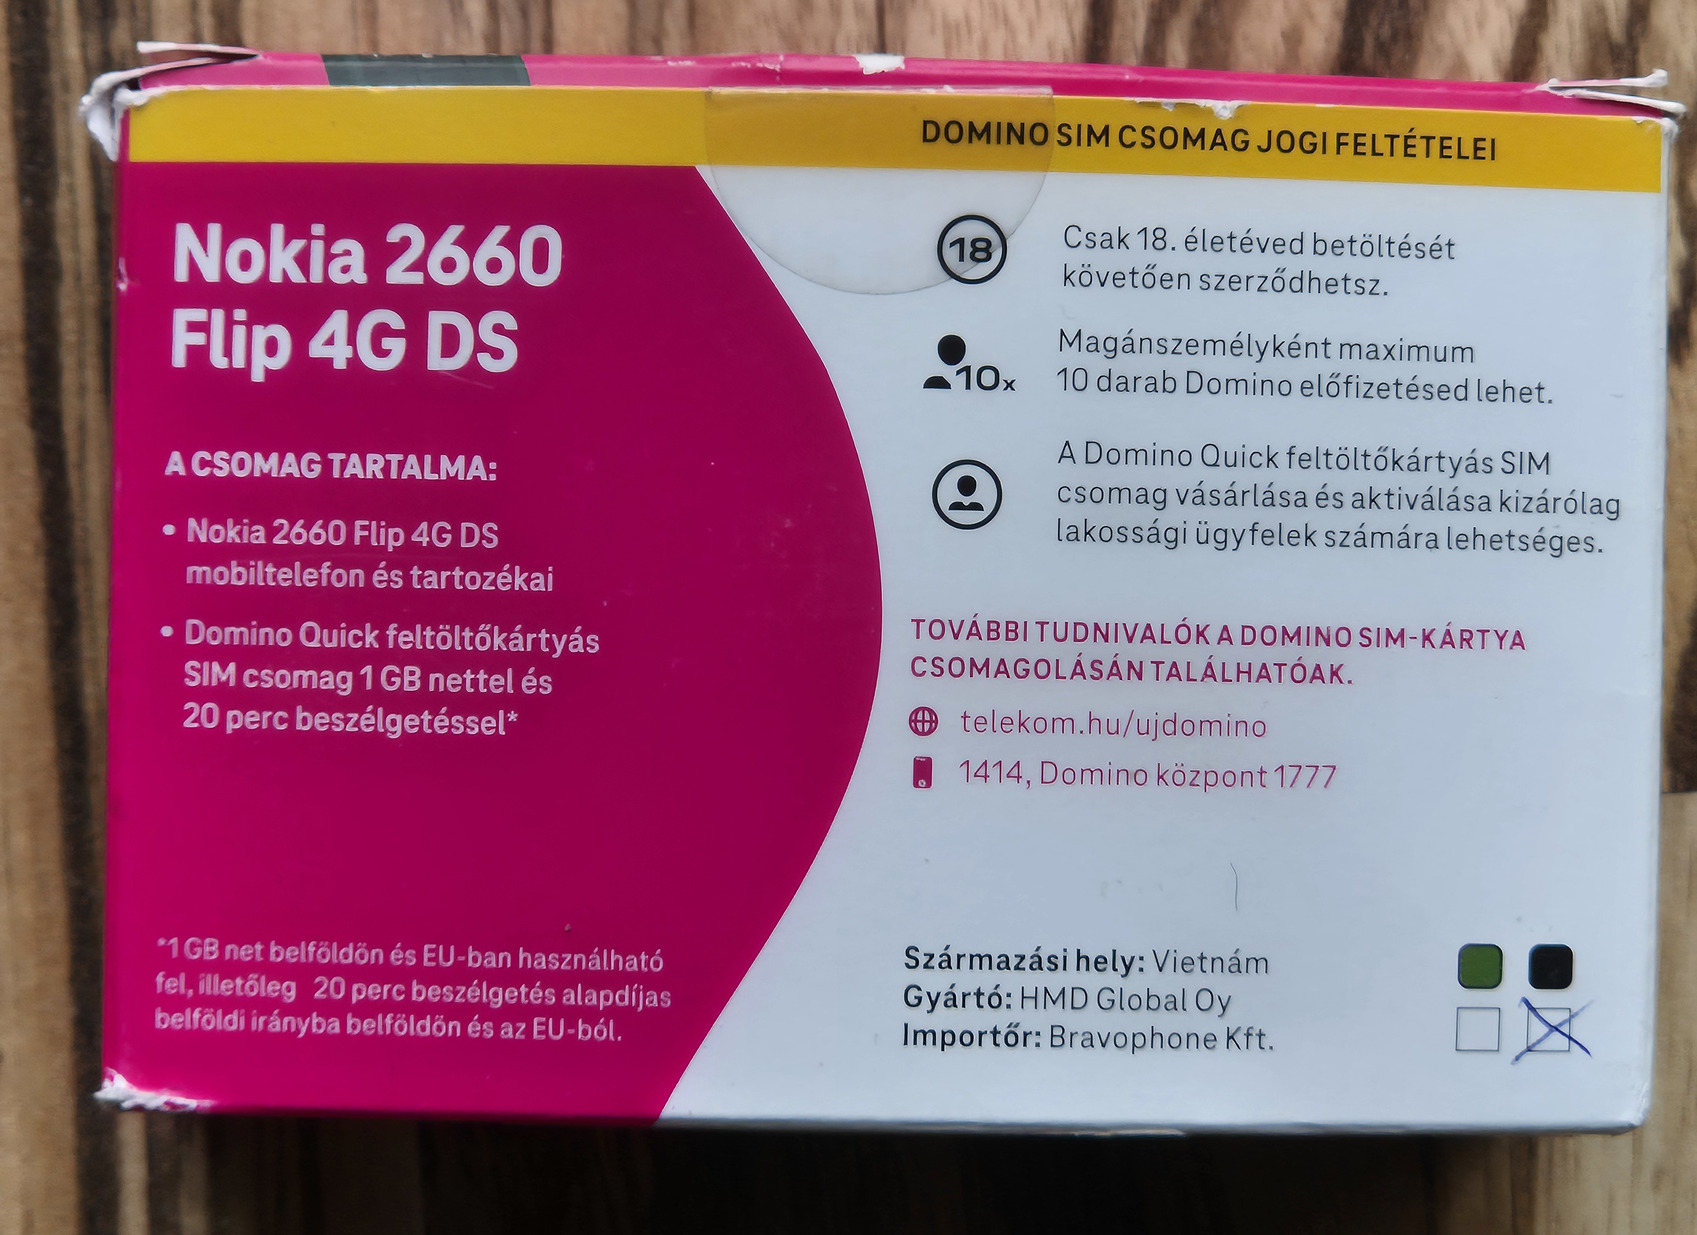 Nokia 2660
Flip 4G DS
A CSOMAG TARTALMA:
• Nokia 2660 Flip 4G DS
mobiltelefon és tartozékai
• Domino Quick feltöltőkártyás
SIM csomag 1 GB nettel és
20 perc beszélgetéssel*
*1 GB net belföldön és EU-ban használható
fel, illetőleg 20 perc beszélgetés alapdíjas
belföldi irányba belföldön és az EU-ból.
DOMINO SIM CSOMAG JOGI FELTÉTELEI
18
Csak 18. életéved betöltését
követően szerződhetsz.
10x
Magánszemélyként maximum
10 darab Domino előfizetésed lehet.
A Domino Quick feltöltőkártyás SIM
csomag vásárlása és aktiválása kizárólag
lakossági ügyfelek számára lehetséges.
TOVÁBBI TUDNIVALÓK A DOMINO SIM-KÁRTYA
CSOMAGOLÁSÁN TALÁLHATÓAK.
telekom.hu/ujdomino
1414, Domino központ 1777
Származási hely: Vietnám
Gyártó: HMD Global Oy
Importőr: Bravophone Kft.